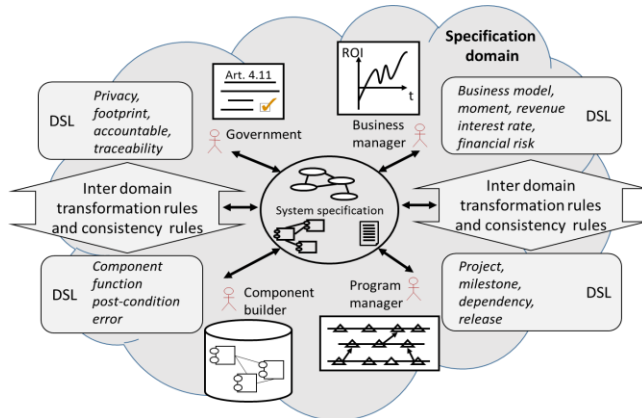 Specification
domain
ROI
t
Art. 4.11
Government
Business
manager
DSL
Privacy,
footprint,
accountable,
traceability
Business model,
moment, revenue
interest rate,
financial risk
DSL
Inter domain
transformation rules
and consistency rules
System specification
Inter domain
transformation rules
and consistency rules
DSL
Component
function
post-condition
error
Component
builder
Program
manager
Project,
milestone,
dependency,
release
DSL